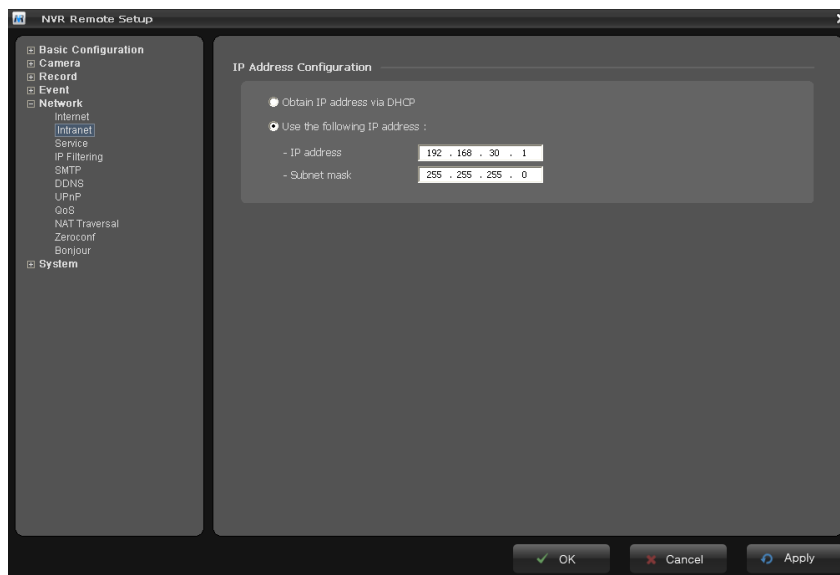 NVR Remote Setup
Basic Configuration
Camera
Record
Event
Network
Internet
Intranet
Service
IP Filtering
SMTP
DDNS
UPnP
QoS
NAT Traversal
Zeroconf
Bonjour
System
IP Address Configuration
Obtain IP address via DHCP
Use the following IP address :
- IP address 192 . 168 . 30 . 1
- Subnet mask 255 . 255 . 255 . 0
OK Cancel Apply